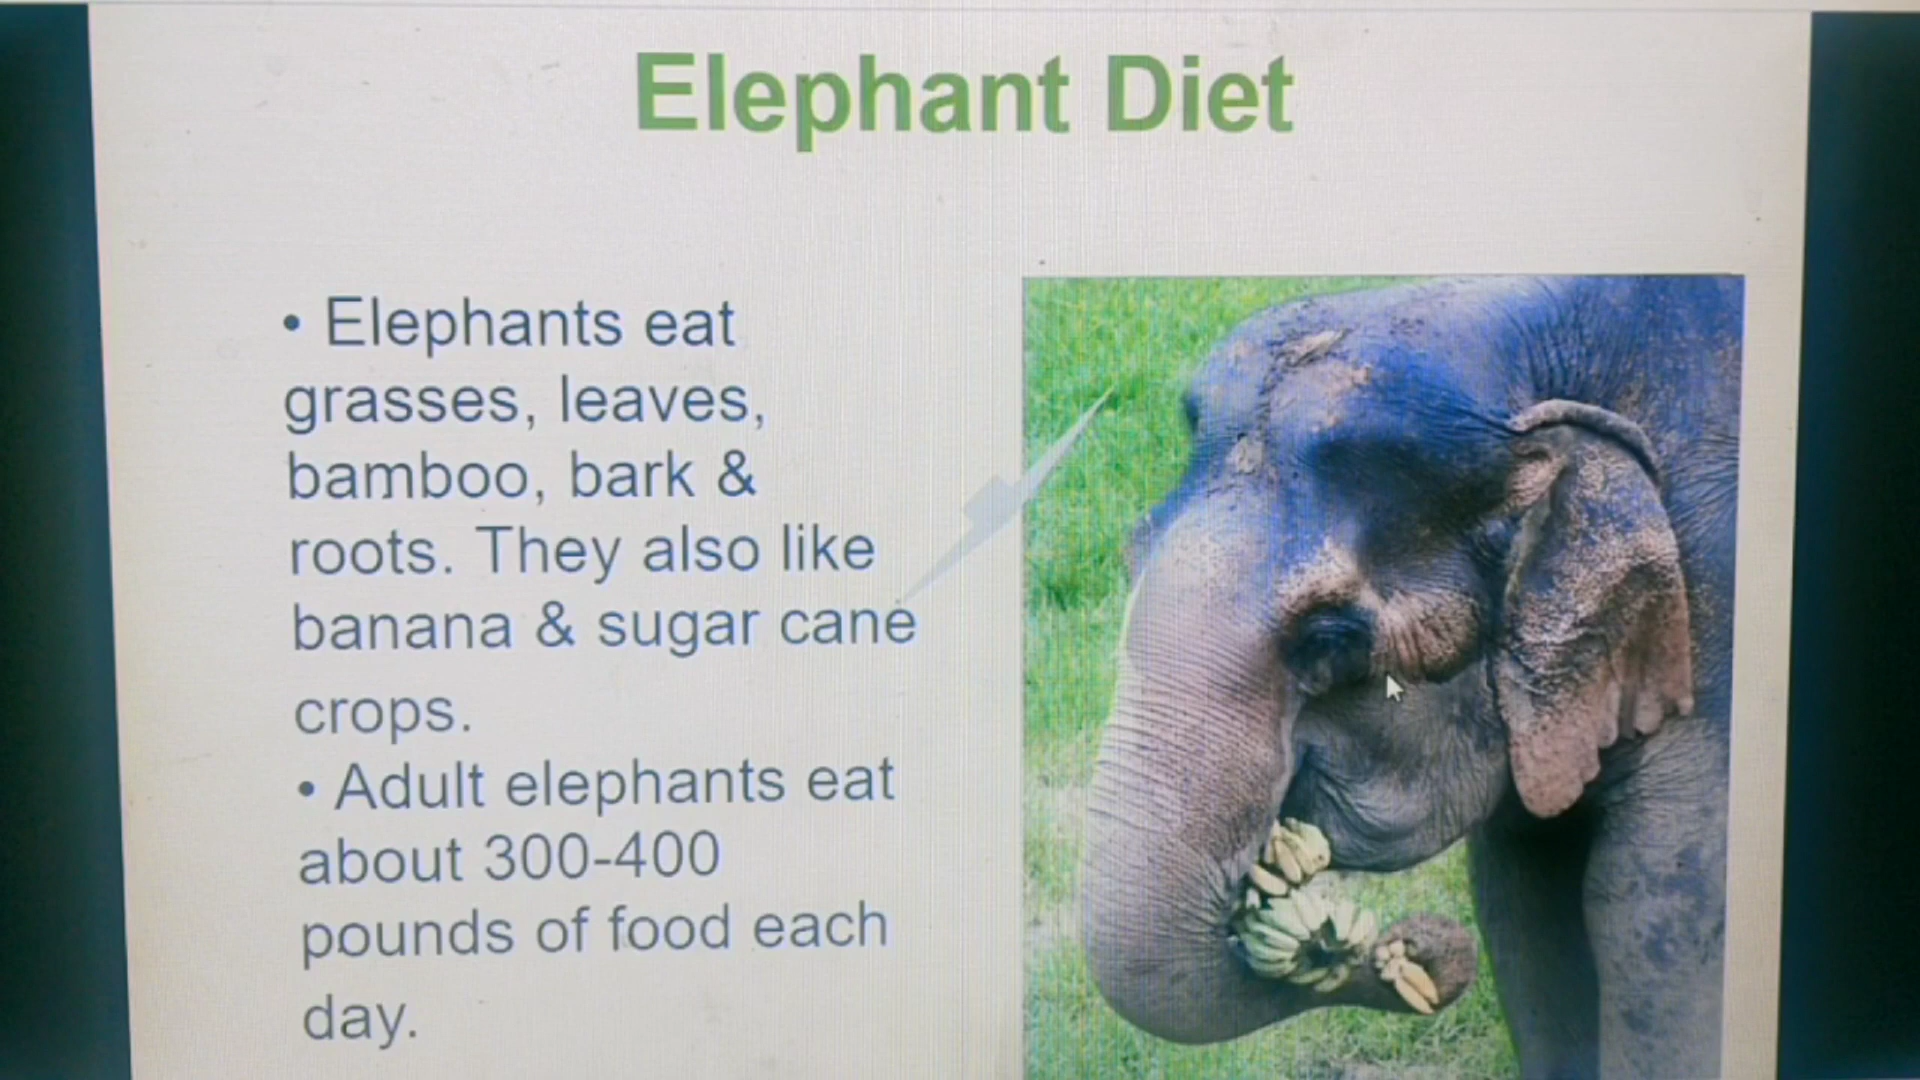 Elephant Diet
• Elephants eat
grasses, leaves,
bamboo, bark &
roots. They also like
banana & sugar cane
crops.
• Adult elephants eat
about 300-400
pounds of food each
day.